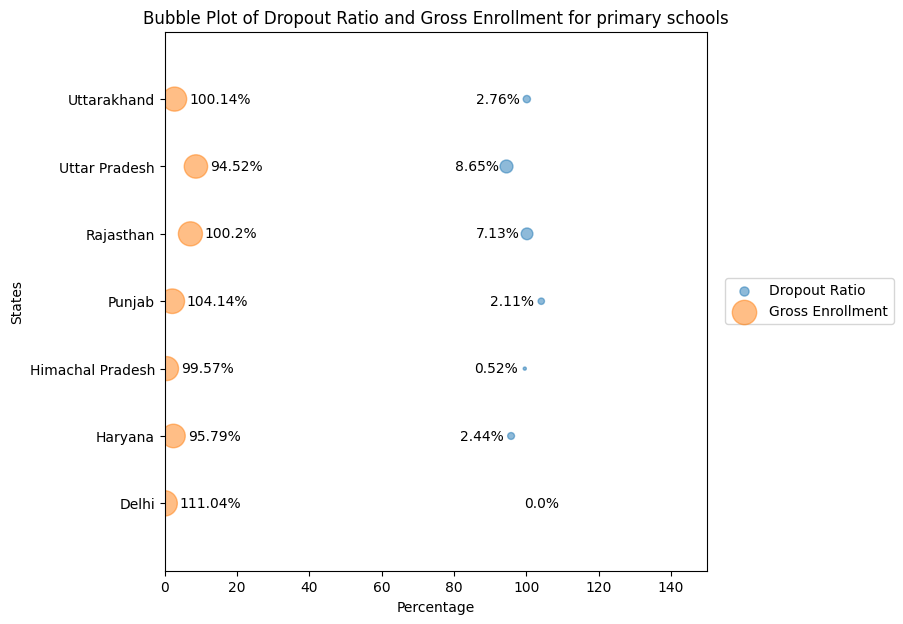 Bubble Plot of Dropout Ratio and Gross Enrollment for primary schools
States
Uttarakhand 100.14% 2.76%
Uttar Pradesh 94.52% 8.65%
Rajasthan 100.2% 7.13%
Punjab 104.14% 2.11%
Himachal Pradesh 99.57% 0.52%
Haryana 95.79% 2.44%
Delhi 111.04% 0.0%
0 20 40 60 80 100 120 140
Percentage
Dropout Ratio
Gross Enrollment